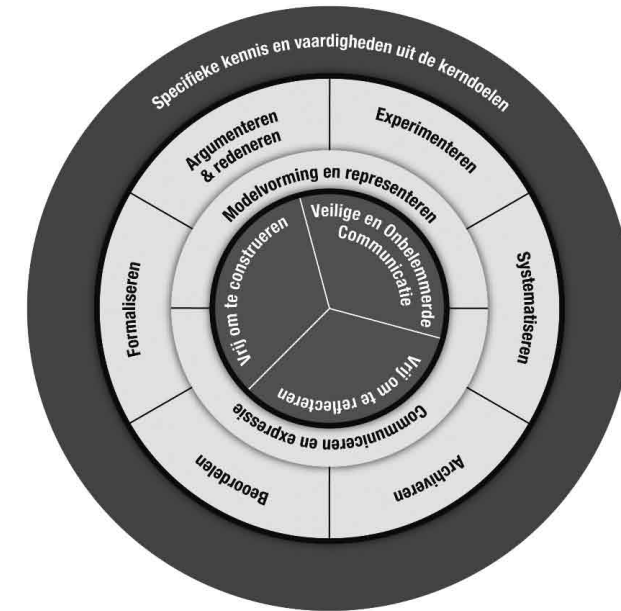 Specifieke kennis en vaardigheden uit de kerndoelen
Argumenteren
& redeneren
Experimenteren
Systematiseren
Archiveren
Beoordelen
Formaliseren
Modelvorming en representeren
Communiceren en expressie
Veilige en Onbelemmerde
Communicatie
Vrij om te reflecteren
Vrij om te construeren